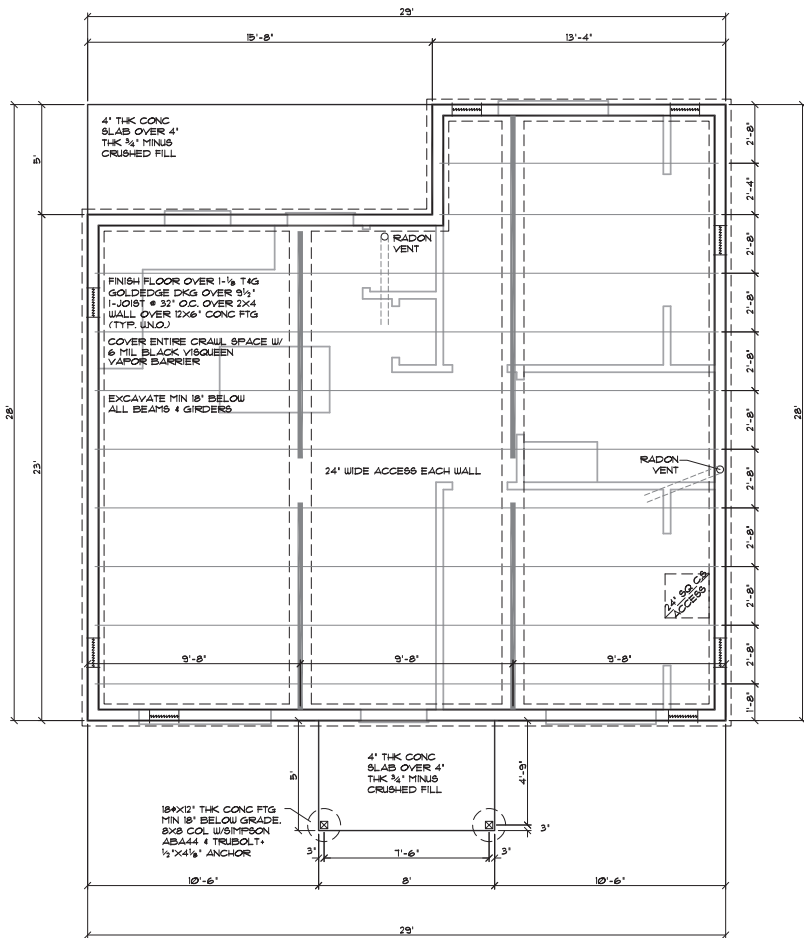 29'
15'-8"
13'-4"
4" THK CONC
SLAB OVER 4"
THK ¾" MINUS
CRUSHED FILL
5'
2'-8"
2'-4"
2'-8"
2'-8"
2'-8"
2'-8"
2'-8"
2'-8"
2'-8"
2'-8"
1'-8"
28'
23'
28'
RADON
VENT
FINISH FLOOR OVER 1-⅛ T&G
GOLDEDGE DKG OVER 9½"
I-JOIST @ 32" O.C. OVER 2X4
WALL OVER 12X6" CONC FTG
(TYP. U.N.O.)
COVER ENTIRE CRAWL SPACE W/
6 MIL BLACK VISQUEEN
VAPOR BARRIER
EXCAVATE MIN 18" BELOW
ALL BEAMS & GIRDERS
24" WIDE ACCESS EACH WALL
RADON
VENT
24" SQ C.S.
ACCESS
9'-8"
9'-8"
9'-8"
4" THK CONC
SLAB OVER 4"
THK ¾" MINUS
CRUSHED FILL
5'
4'-9"
3"
18"X12" THK CONC FTG
MIN 18" BELOW GRADE.
8X8 COL W/SIMPSON
ABA44 & TRUBOLT+
½"X4⅛" ANCHOR
3"
7'-6"
3"
10'-6"
8'
10'-6"
29'